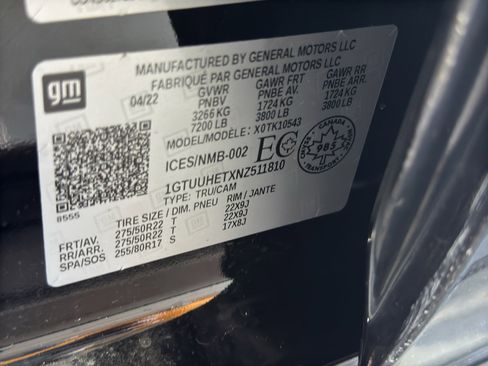 MANUFACTURED BY GENERAL MOTORS LLC
FABRIQUÉ PAR GENERAL MOTORS LLC
gm
04/22 GVWR GAWR FRT GAWR RR
PNBV PNBE AV. PNBE ARR.
3266 KG 1724 KG 1724 KG
7200 LB 3800 LB 3800 LB
MODEL/MODÈLE: X0TK10543
ICES/NMB-002 EC
985
TRANSPORT
1GTUUHETXNZ511810
TYPE: TRU/CAM
8555
TIRE SIZE / DIM. PNEU RIM / JANTE
FRT/AV. 275/50R22 T 22X9J
RR/ARR. 275/50R22 T 22X9J
SPA/SOS 255/80R17 S 17X8J